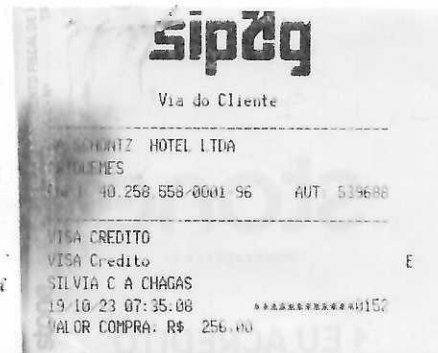 sipag
Via do Cliente
SCHONTZ HOTEL LTDA
40.258.558/0001-96 AUT: 539688
VISA CREDITO
VISA Credito E
SILVIA C A CHAGAS
19/10/23 07:35:08 ************0152
VALOR COMPRA: R$ 256,00